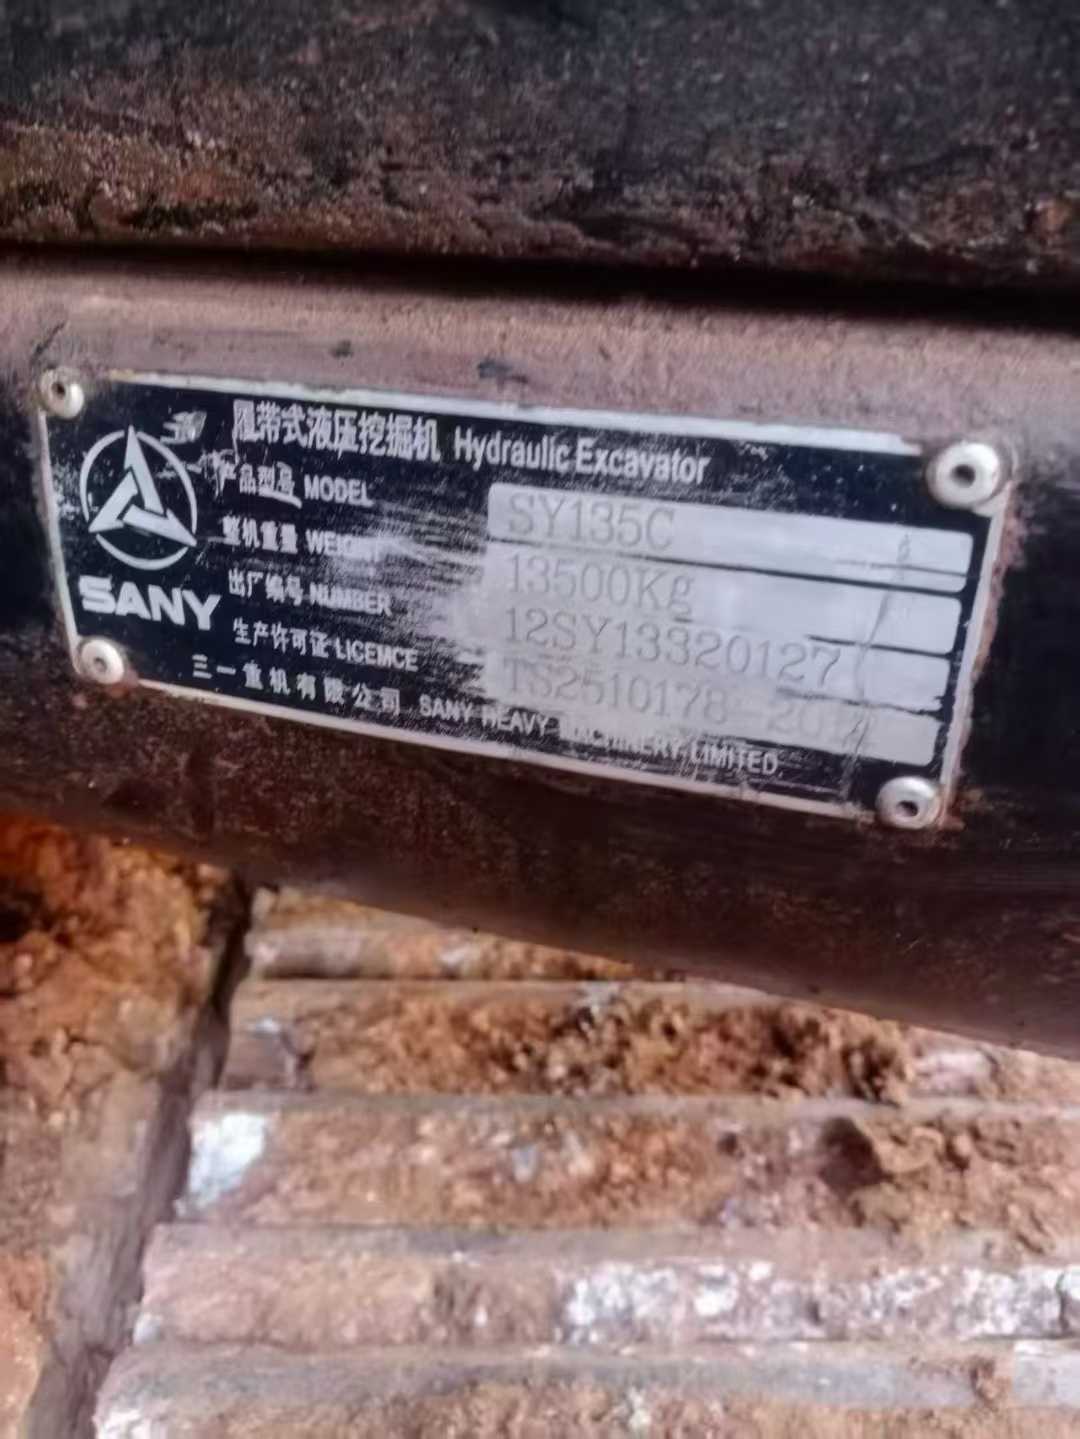 履带式液压挖掘机 Hydraulic Excavator
产品型号 MODEL SY135C
整机重量 WEIGHT 13500Kg
出厂编号 NUMBER 12SY13320127
生产许可证 LICEMCE TS2510178-201
三一重机有限公司 SANY HEAVY MACHINERY LIMITED
SANY